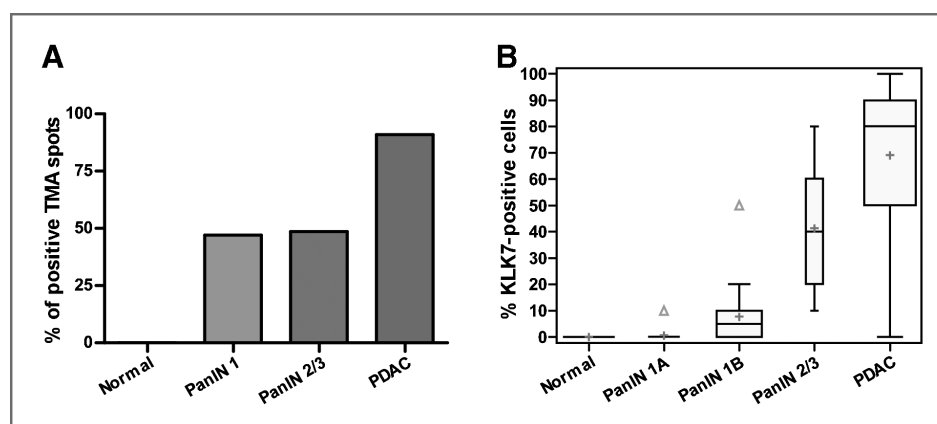 A
% of positive TMA spots
100
75
50
25
0
Normal
PanIN 1
PanIN 2/3
PDAC
B
% KLK7-positive cells
100
90
80
70
60
50
40
30
20
10
0
Normal
PanIN 1A
PanIN 1B
PanIN 2/3
PDAC